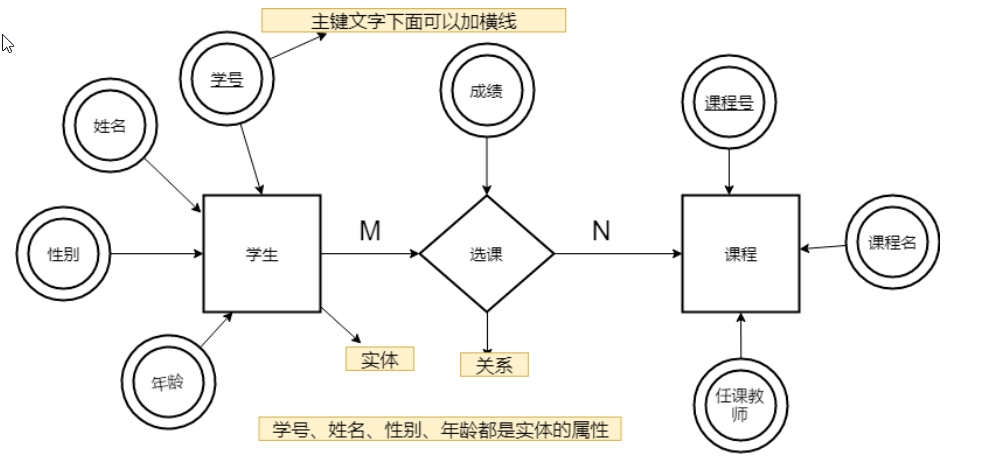 主键文字下面可以加横线
学号
成绩
课程号
姓名
M
N
性别
学生
选课
课程
课程名
实体
关系
年龄
任课教
师
学号、姓名、性别、年龄都是实体的属性